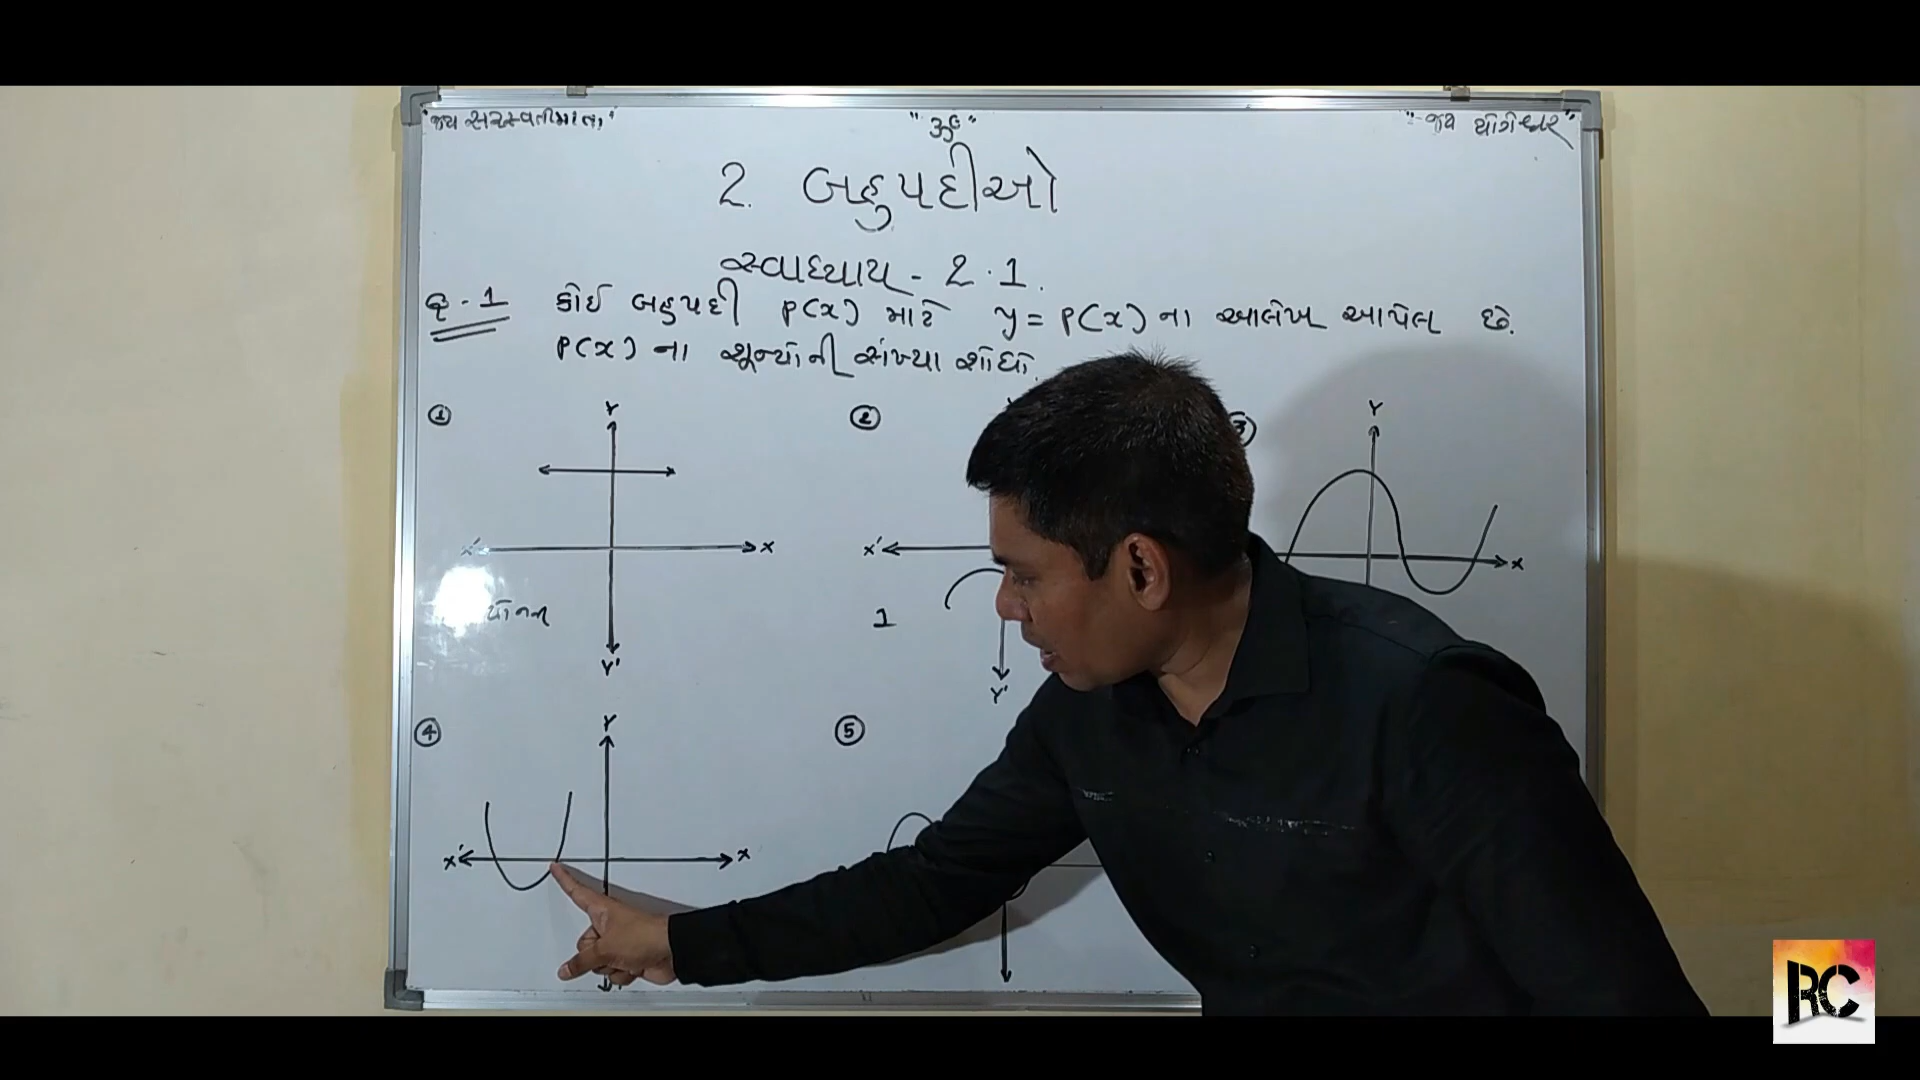 "જય સરસ્વતીમાતા"
"ૐ"
"જય યોગેશ્વર"
2. બહુપદીઓ
સ્વાધ્યાય - 2.1.
પ્ર - 1 કોઈ બહુપદી P(x) માટે y = P(x) ના આલેખ આપેલ છે.
P(x) ના શૂન્યોની સંખ્યા શોધો.
① Y
② 
3 Y
X' X
X'
X
1
Y'
Y'
④ Y
⑤
X' X
RC